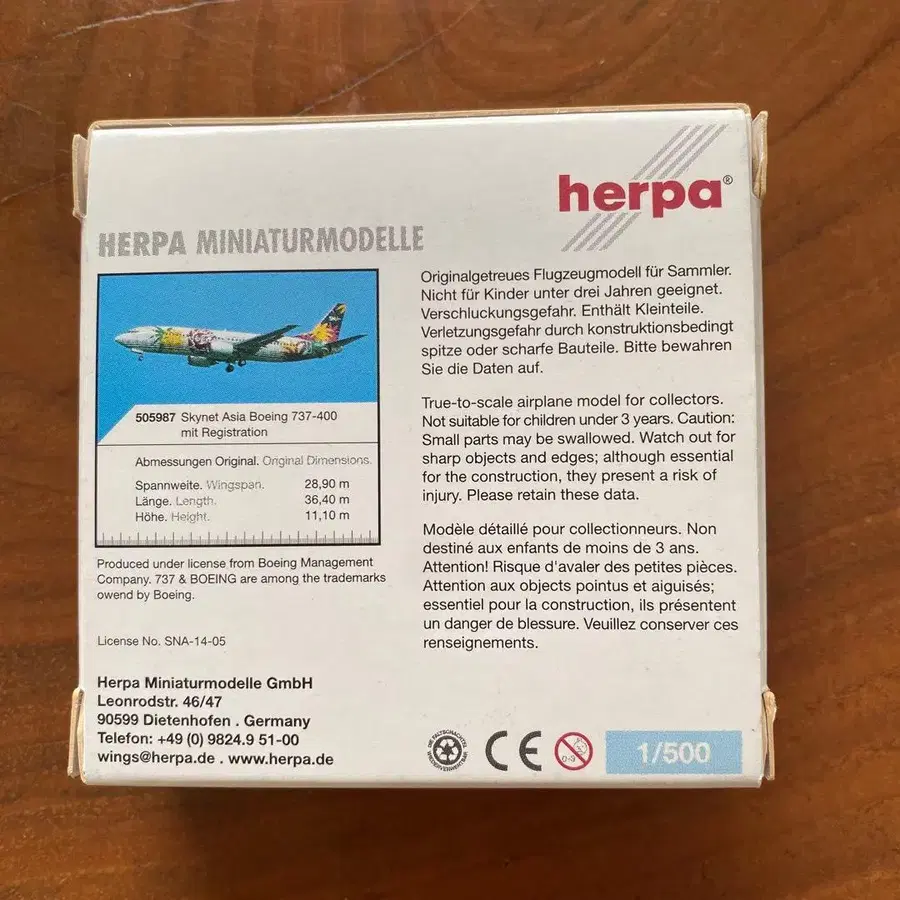 herpa®
HERPA MINIATURMODELLE
505987 Skynet Asia Boeing 737-400
mit Registration
Abmessungen Original. Original Dimensions.
Spannweite. Wingspan. 28,90 m
Länge. Length. 36,40 m
Höhe. Height. 11,10 m
Produced under license from Boeing Management
Company. 737 & BOEING are among the trademarks
owend by Boeing.
License No. SNA-14-05
Herpa Miniaturmodelle GmbH
Leonrodstr. 46/47
90599 Dietenhofen . Germany
Telefon: +49 (0) 9824.9 51-00
wings@herpa.de . www.herpa.de
Originalgetreues Flugzeugmodell für Sammler.
Nicht für Kinder unter drei Jahren geeignet.
Verschluckungsgefahr. Enthält Kleinteile.
Verletzungsgefahr durch konstruktionsbedingt
spitze oder scharfe Bauteile. Bitte bewahren
Sie die Daten auf.
True-to-scale airplane model for collectors.
Not suitable for children under 3 years. Caution:
Small parts may be swallowed. Watch out for
sharp objects and edges; although essential
for the construction, they present a risk of
injury. Please retain these data.
Modèle détaillé pour collectionneurs. Non
destiné aux enfants de moins de 3 ans.
Attention! Risque d'avaler des petites pièces.
Attention aux objects pointus et aiguisés;
essentiel pour la construction, ils présentent
un danger de blessure. Veuillez conserver ces
renseignements.
DIE FALTSCHACHTEL
WIEDERVERWERTBAR
CE
0-3
1/500